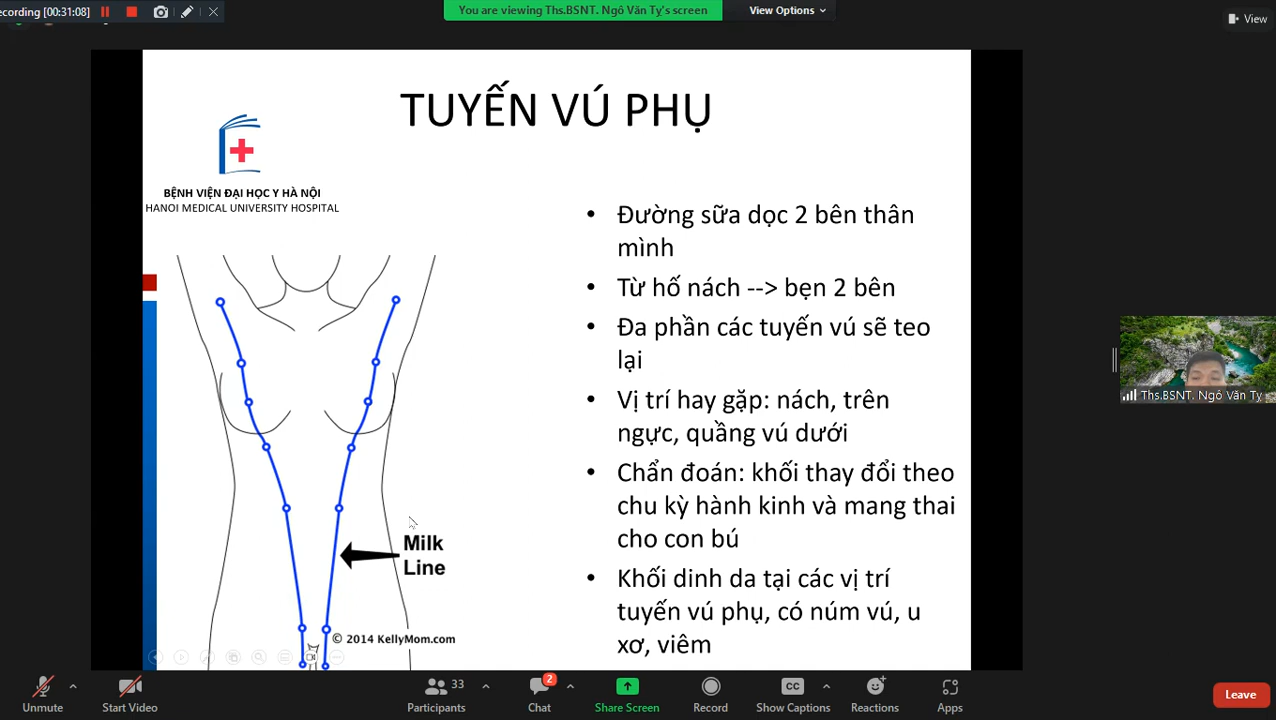 ecording [00:31:08
You are viewing Ths.BSNT. Ngô Văn Tỵ's screen
View Options
View
TUYẾN VÚ PHỤ
BỆNH VIỆN ĐẠI HỌC Y HÀ NỘI
HANOI MEDICAL UNIVERSITY HOSPITAL
• Đường sữa dọc 2 bên thân
mình
• Từ hố nách --> bẹn 2 bên
• Đa phần các tuyến vú sẽ teo
lại
• Vị trí hay gặp: nách, trên
ngực, quầng vú dưới
• Chẩn đoán: khối thay đổi theo
chu kỳ hành kinh và mang thai
cho con bú
• Khối dinh da tại các vị trí
tuyến vú phụ, có núm vú, u
xơ, viêm
Milk
Line
© 2014 KellyMom.com
Ths.BSNT. Ngô Văn Tỵ
Unmute
Start Video
33
Participants
2
Chat
Share Screen
Record
CC
Show Captions
Reactions
Apps
Leave